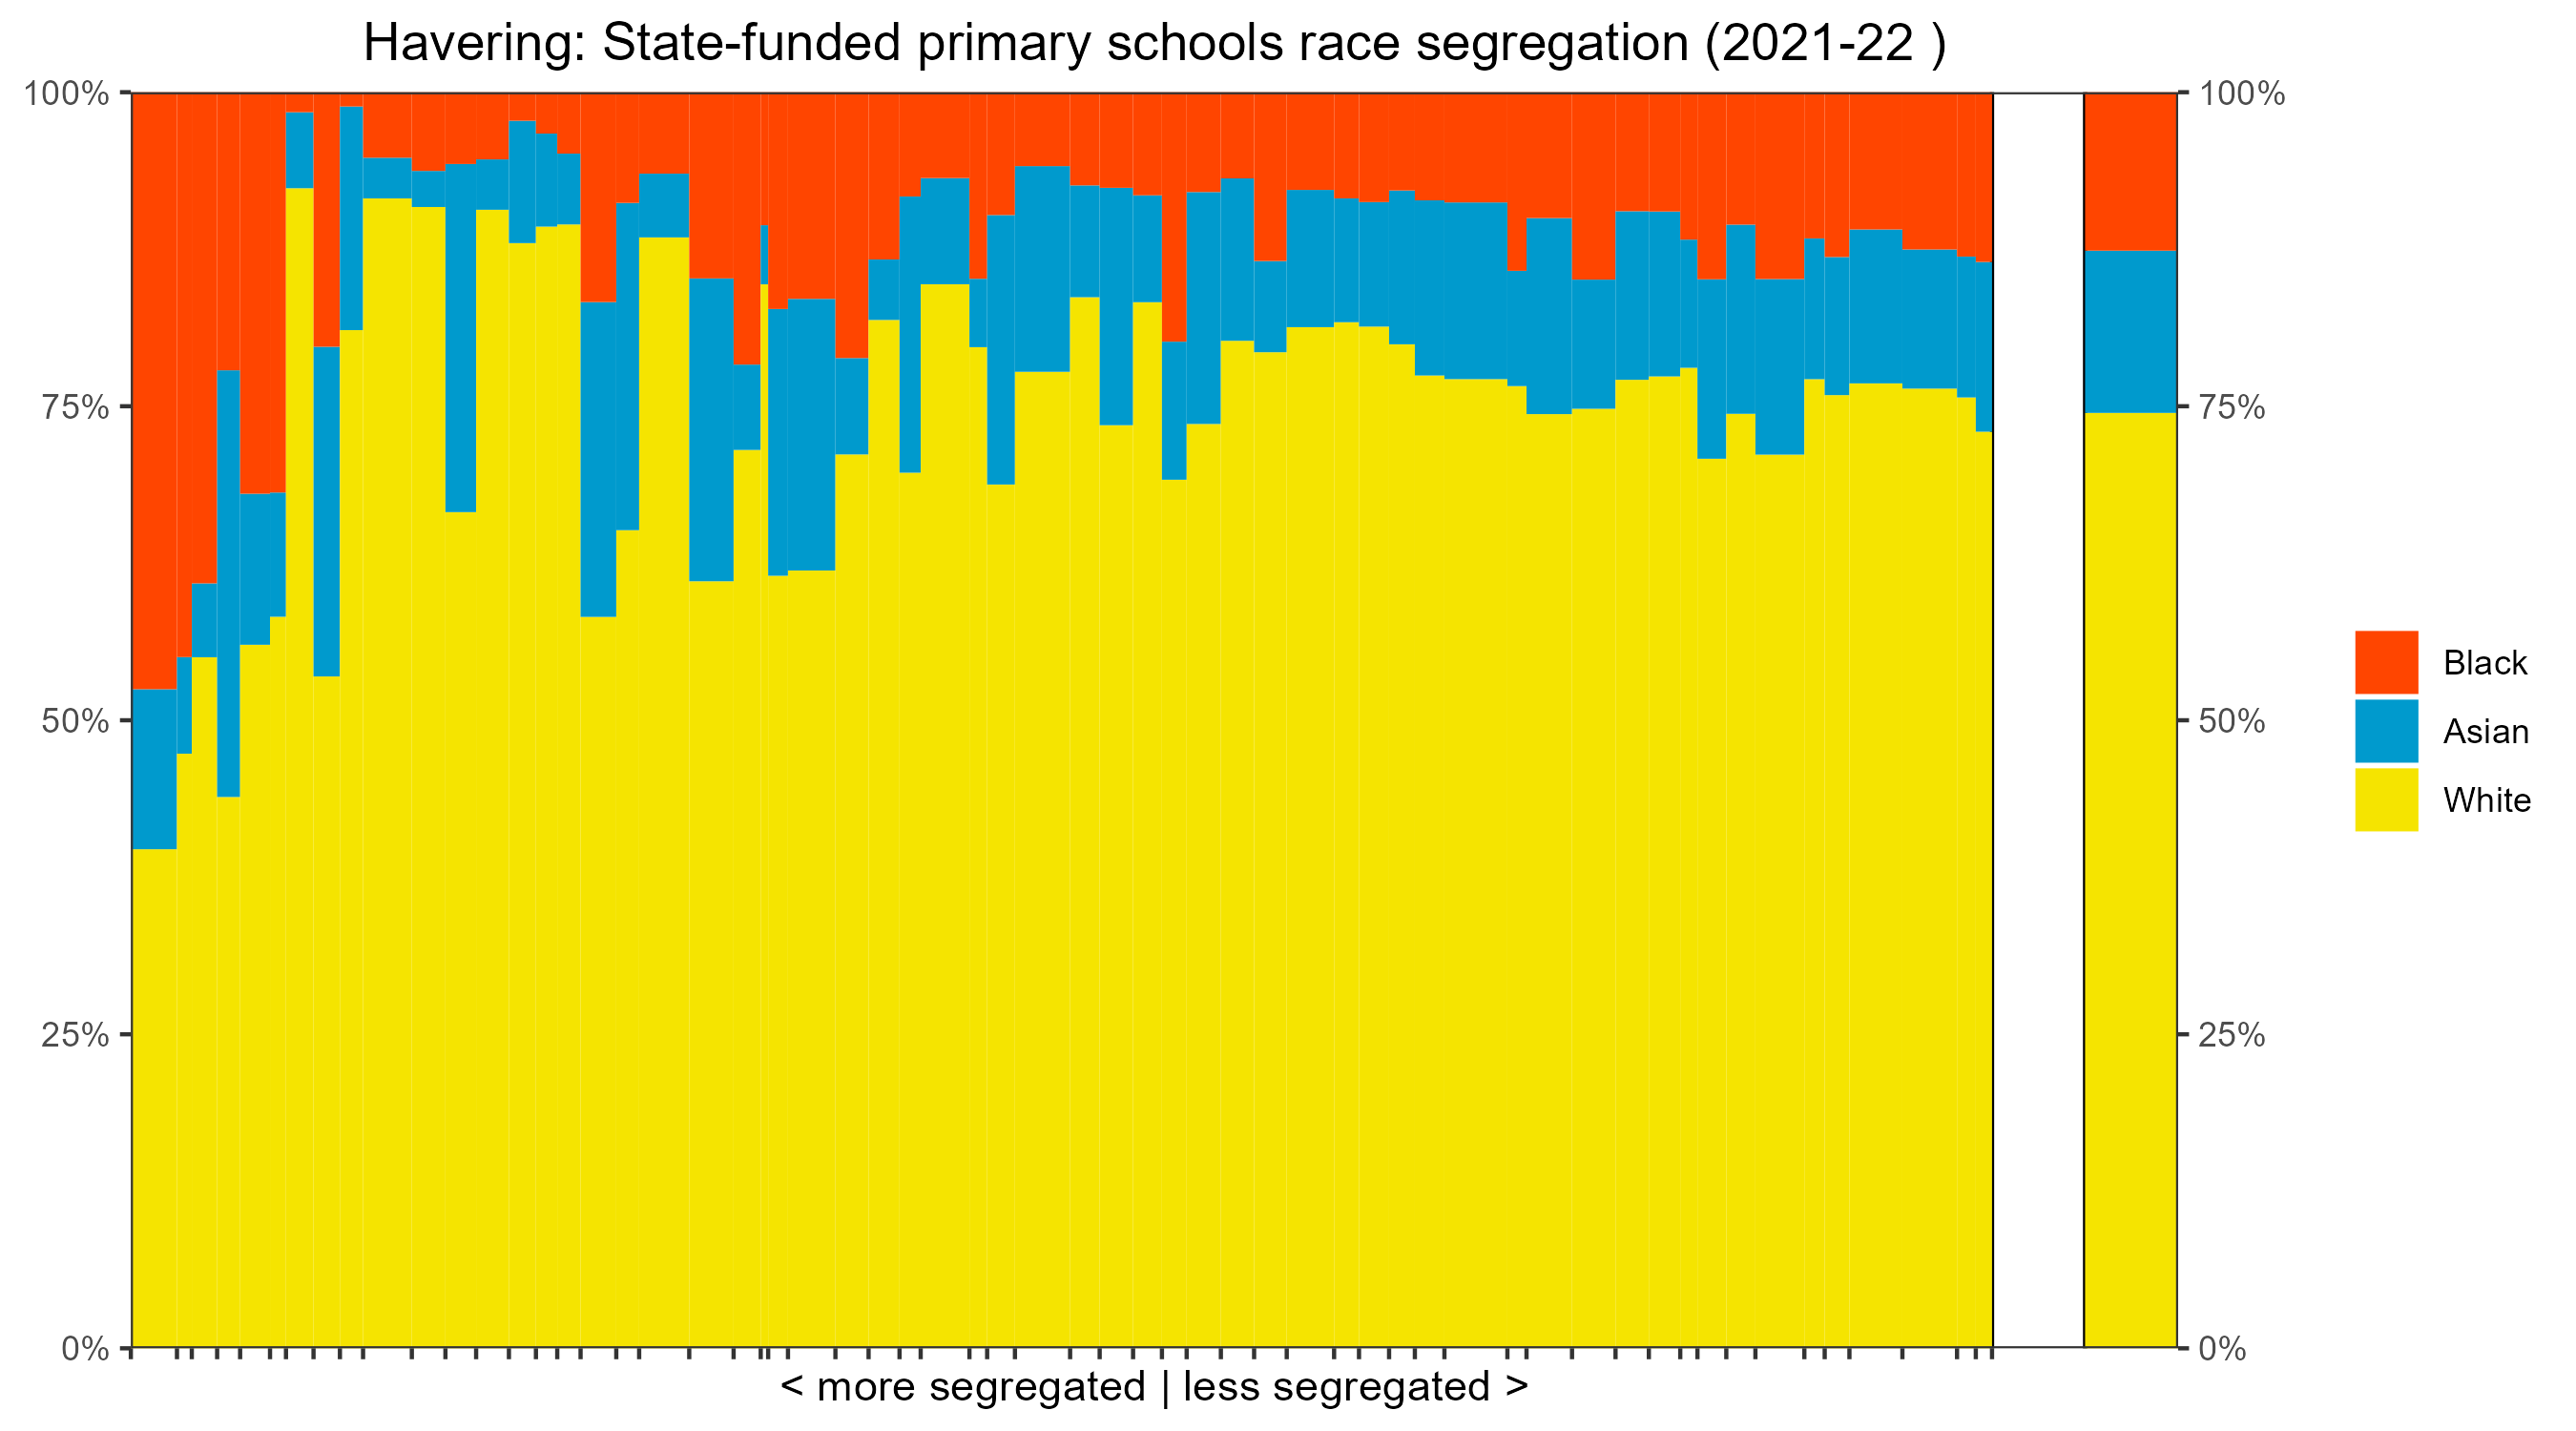 Havering: State-funded primary schools race segregation (2021-22 )
100%
75%
50%
25%
0%
100%
75%
50%
25%
0%
Black
Asian
White
< more segregated | less segregated >